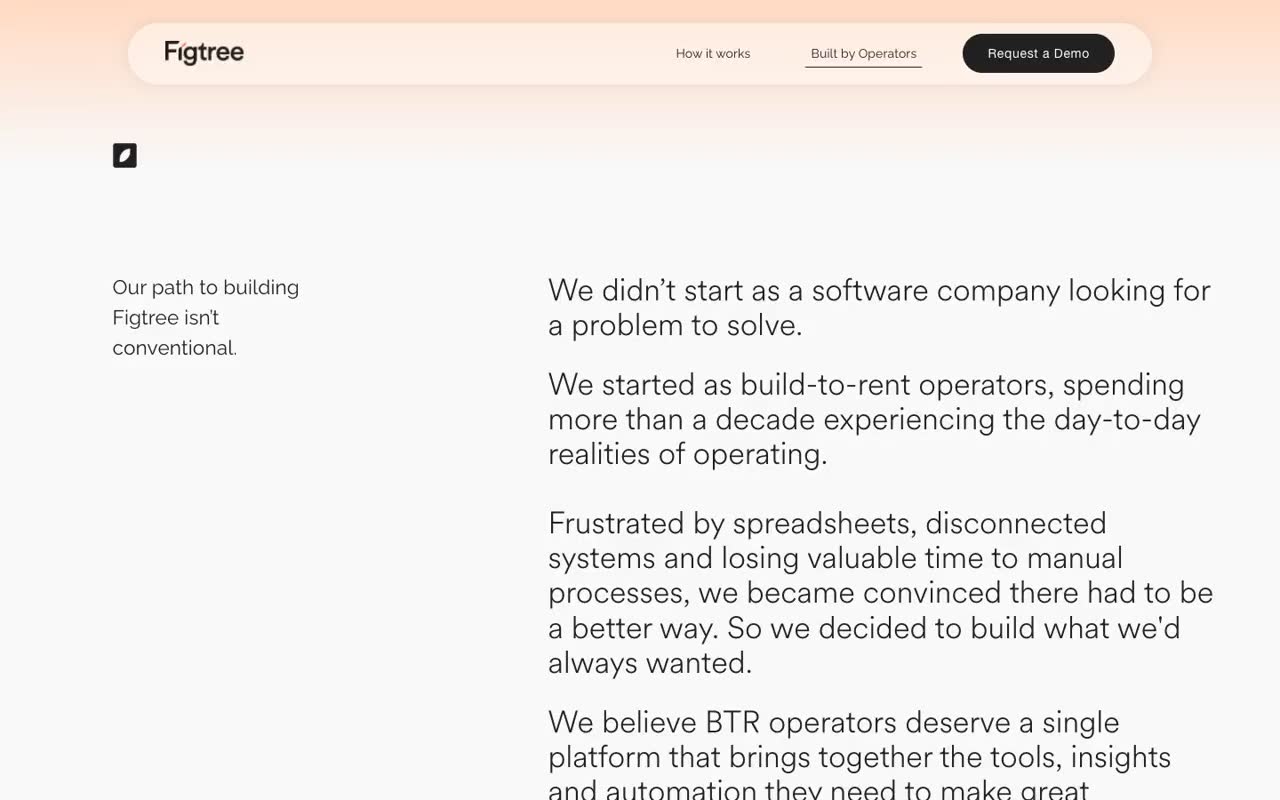 Figtree
How it works
Built by Operators
Request a Demo
Our path to building
Figtree isn’t
conventional.
We didn’t start as a software company looking for
a problem to solve.
We started as build-to-rent operators, spending
more than a decade experiencing the day-to-day
realities of operating.
Frustrated by spreadsheets, disconnected
systems and losing valuable time to manual
processes, we became convinced there had to be
a better way. So we decided to build what we'd
always wanted.
We believe BTR operators deserve a single
platform that brings together the tools, insights
and automation they need to make great